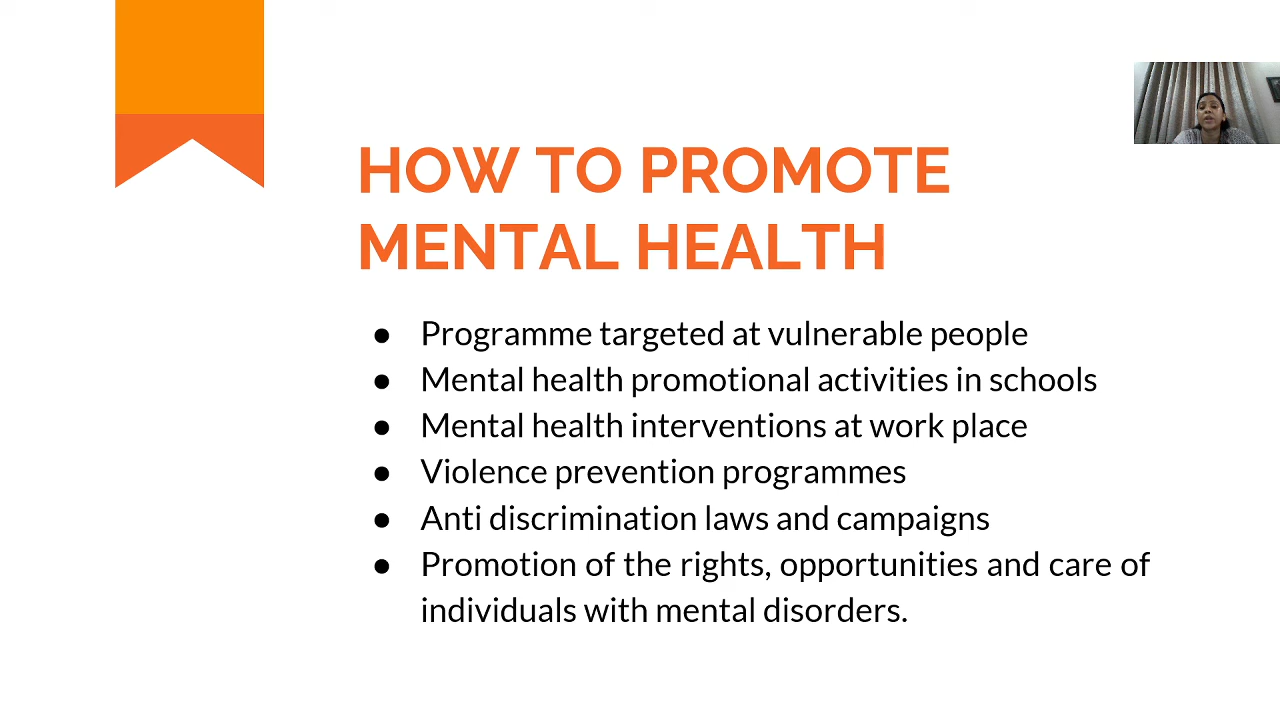 HOW TO PROMOTE
MENTAL HEALTH
● Programme targeted at vulnerable people
● Mental health promotional activities in schools
● Mental health interventions at work place
● Violence prevention programmes
● Anti discrimination laws and campaigns
● Promotion of the rights, opportunities and care of
individuals with mental disorders.